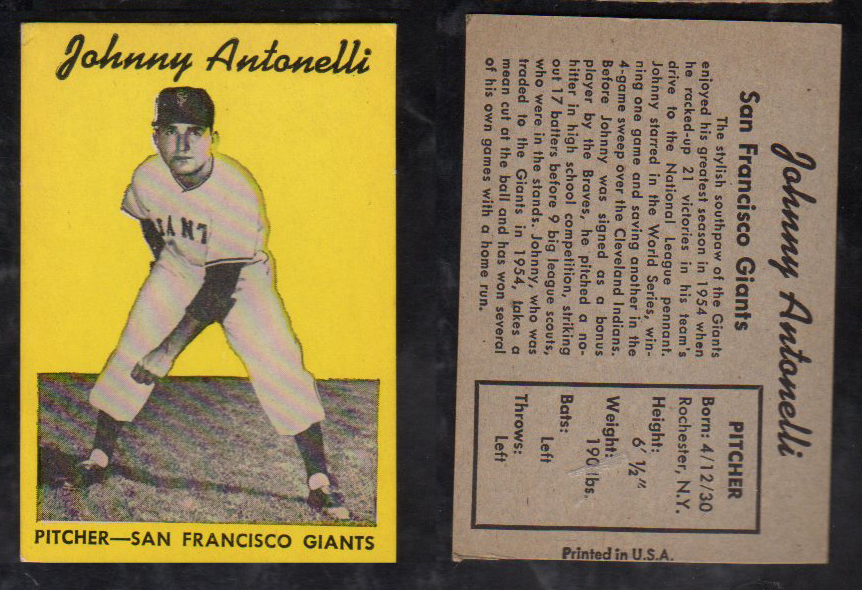 Johnny Antonelli
GIANT
PITCHER—SAN FRANCISCO GIANTS
Johnny Antonelli
San Francisco Giants
The stylish southpaw of the Giants
enjoyed his greatest season in 1954 when
he racked-up 21 victories in his team's
drive to the National League pennant.
Johnny starred in the World Series, win-
ning one game and saving another in the
4-game sweep over the Cleveland Indians.
Before Johnny was signed as a bonus
player by the Braves, he pitched a no-
hitter in high school competition, striking
out 17 batters before 9 big league scouts,
who were in the stands. Johnny, who was
traded to the Giants in 1954, takes a
mean cut at the ball and has won several
of his own games with a home run.
PITCHER
Born: 4/12/30
Rochester, N.Y.
Height:
6' ½"
Weight:
190 lbs.
Bats:
Left
Throws:
Left
Printed in U.S.A.